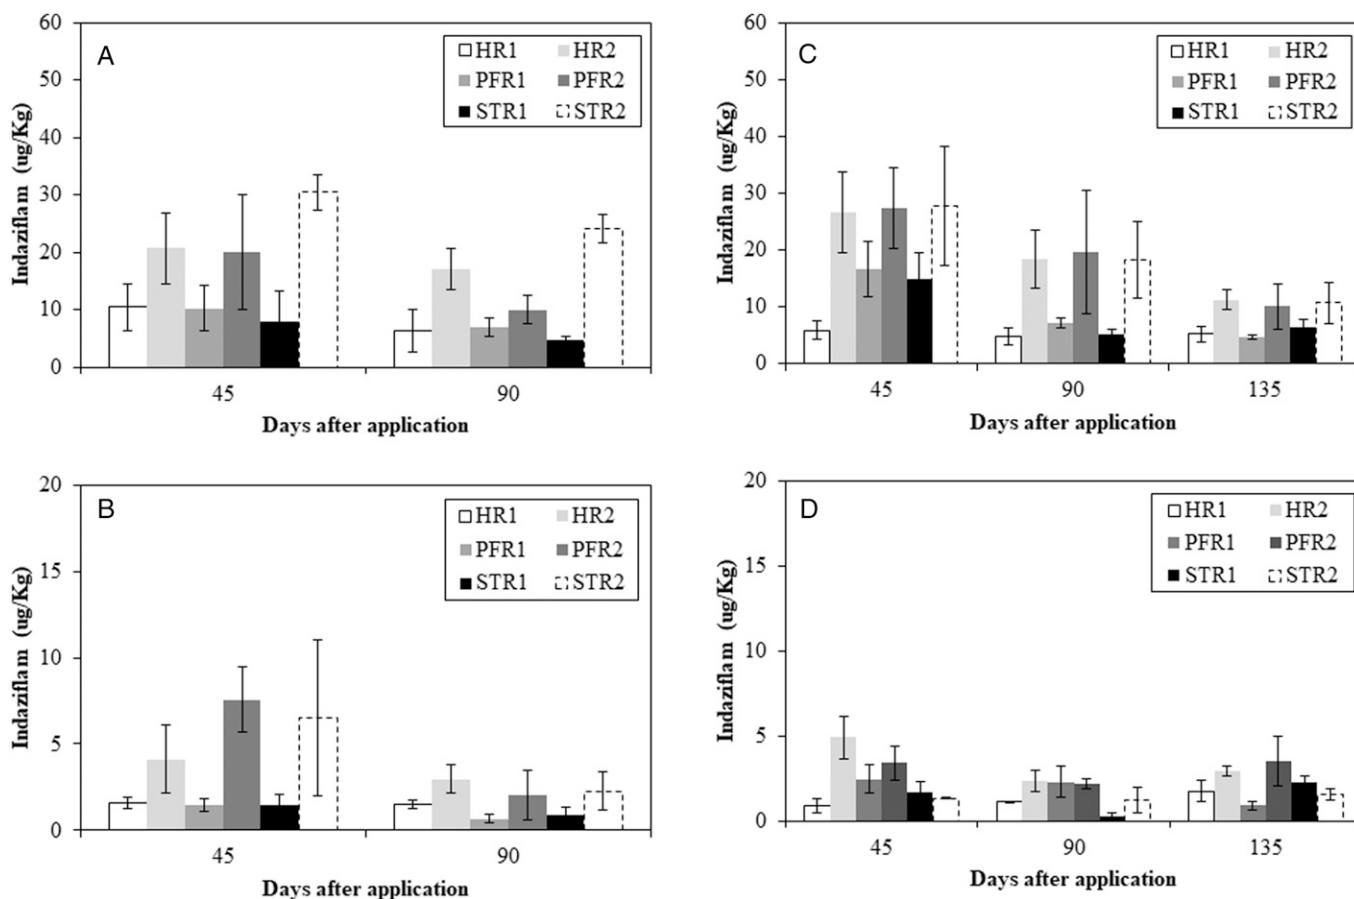 A
HR1 HR2
PFR1 PFR2
STR1 STR2
60
50
40
30
20
10
0
Indaziflam (ug/Kg)
45 90
Days after application
C
HR1 HR2
PFR1 PFR2
STR1 STR2
60
50
40
30
20
10
0
Indaziflam (ug/Kg)
45 90 135
Days after application
B
HR1 HR2
PFR1 PFR2
STR1 STR2
20
15
10
5
0
Indaziflam (ug/Kg)
45 90
Days after application
D
HR1 HR2
PFR1 PFR2
STR1 STR2
20
15
10
5
0
Indaziflam (ug/Kg)
45 90 135
Days after application